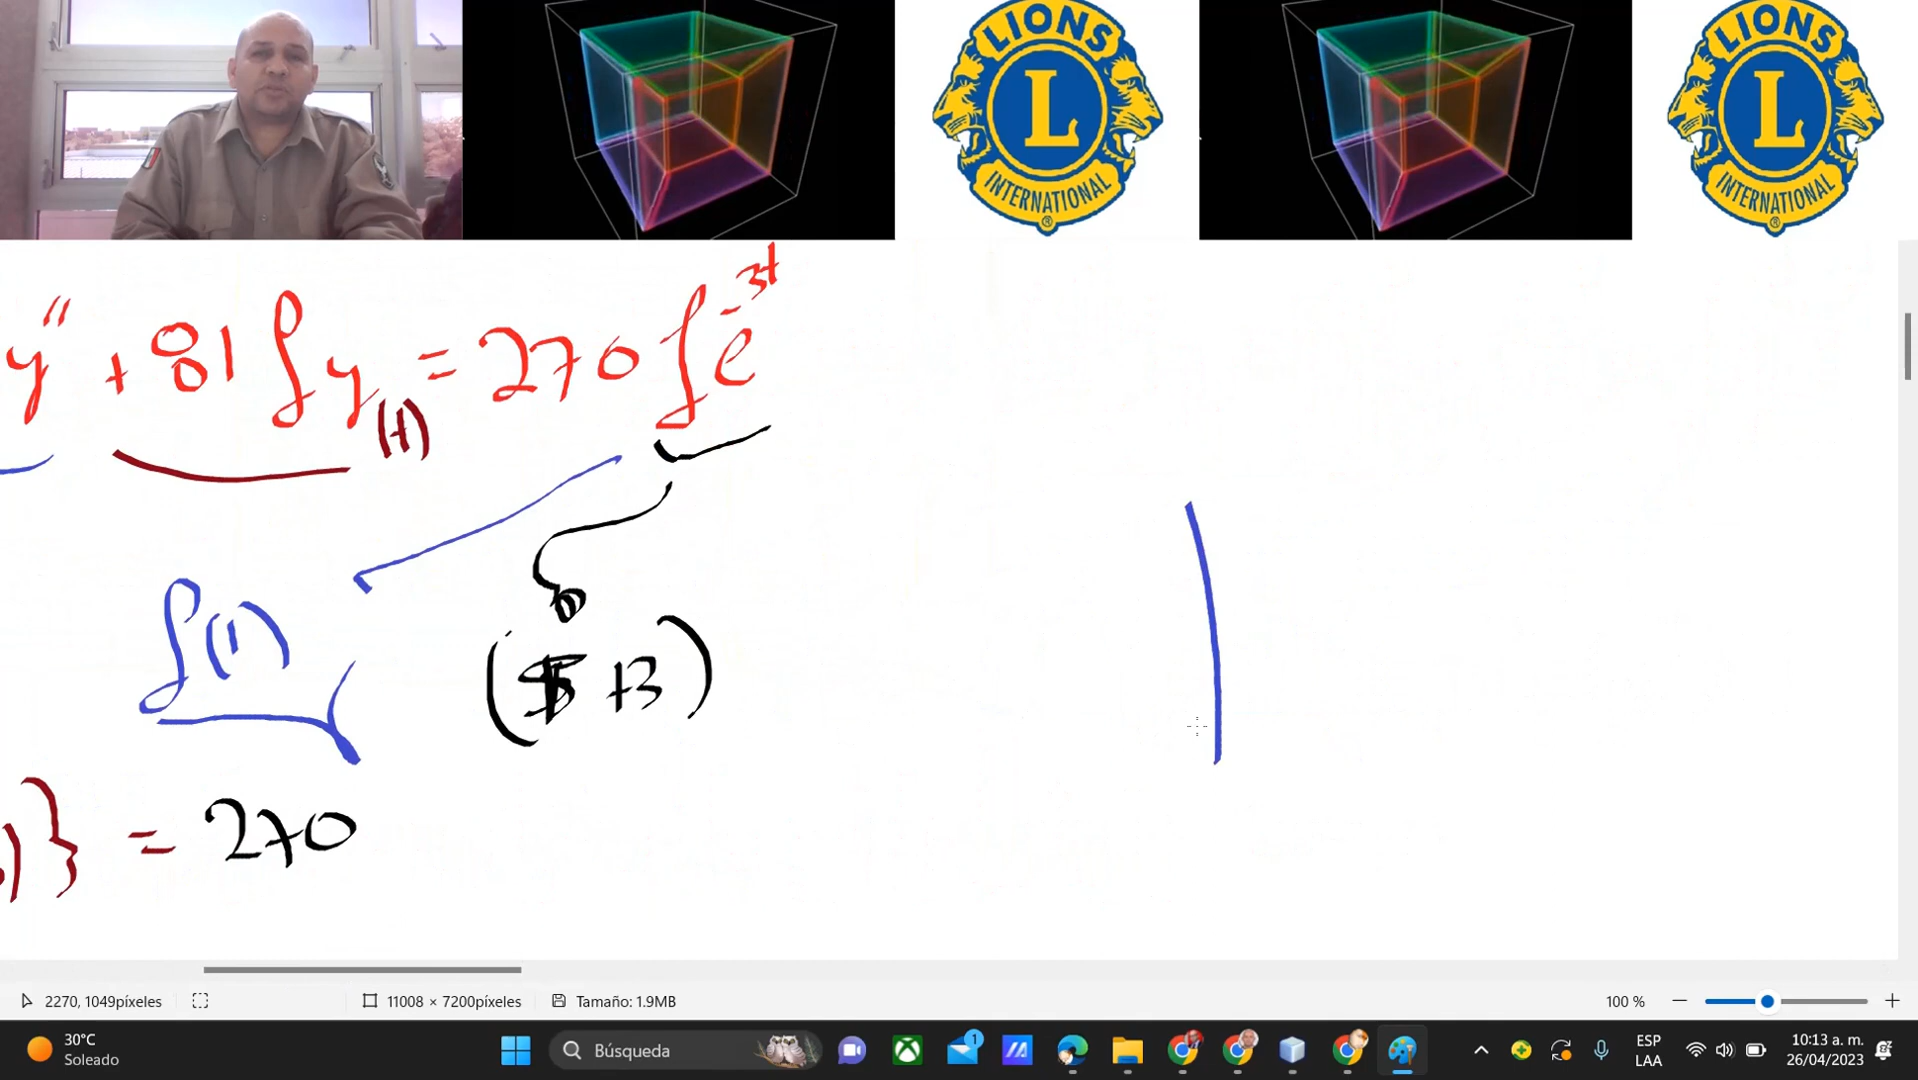 LIONS
L
INTERNATIONAL
®
LIONS
L
INTERNATIONAL
®
y" + 81 ℒ y(t) = 270 ℒ e^-3t
ℒ(1)
(S+3)
} = 270
2270, 1049píxeles
11008 × 7200píxeles
Tamaño: 1.9MB
100 %
30°C
Soleado
Búsqueda
1
ESP
LAA
10:13 a. m.
26/04/2023